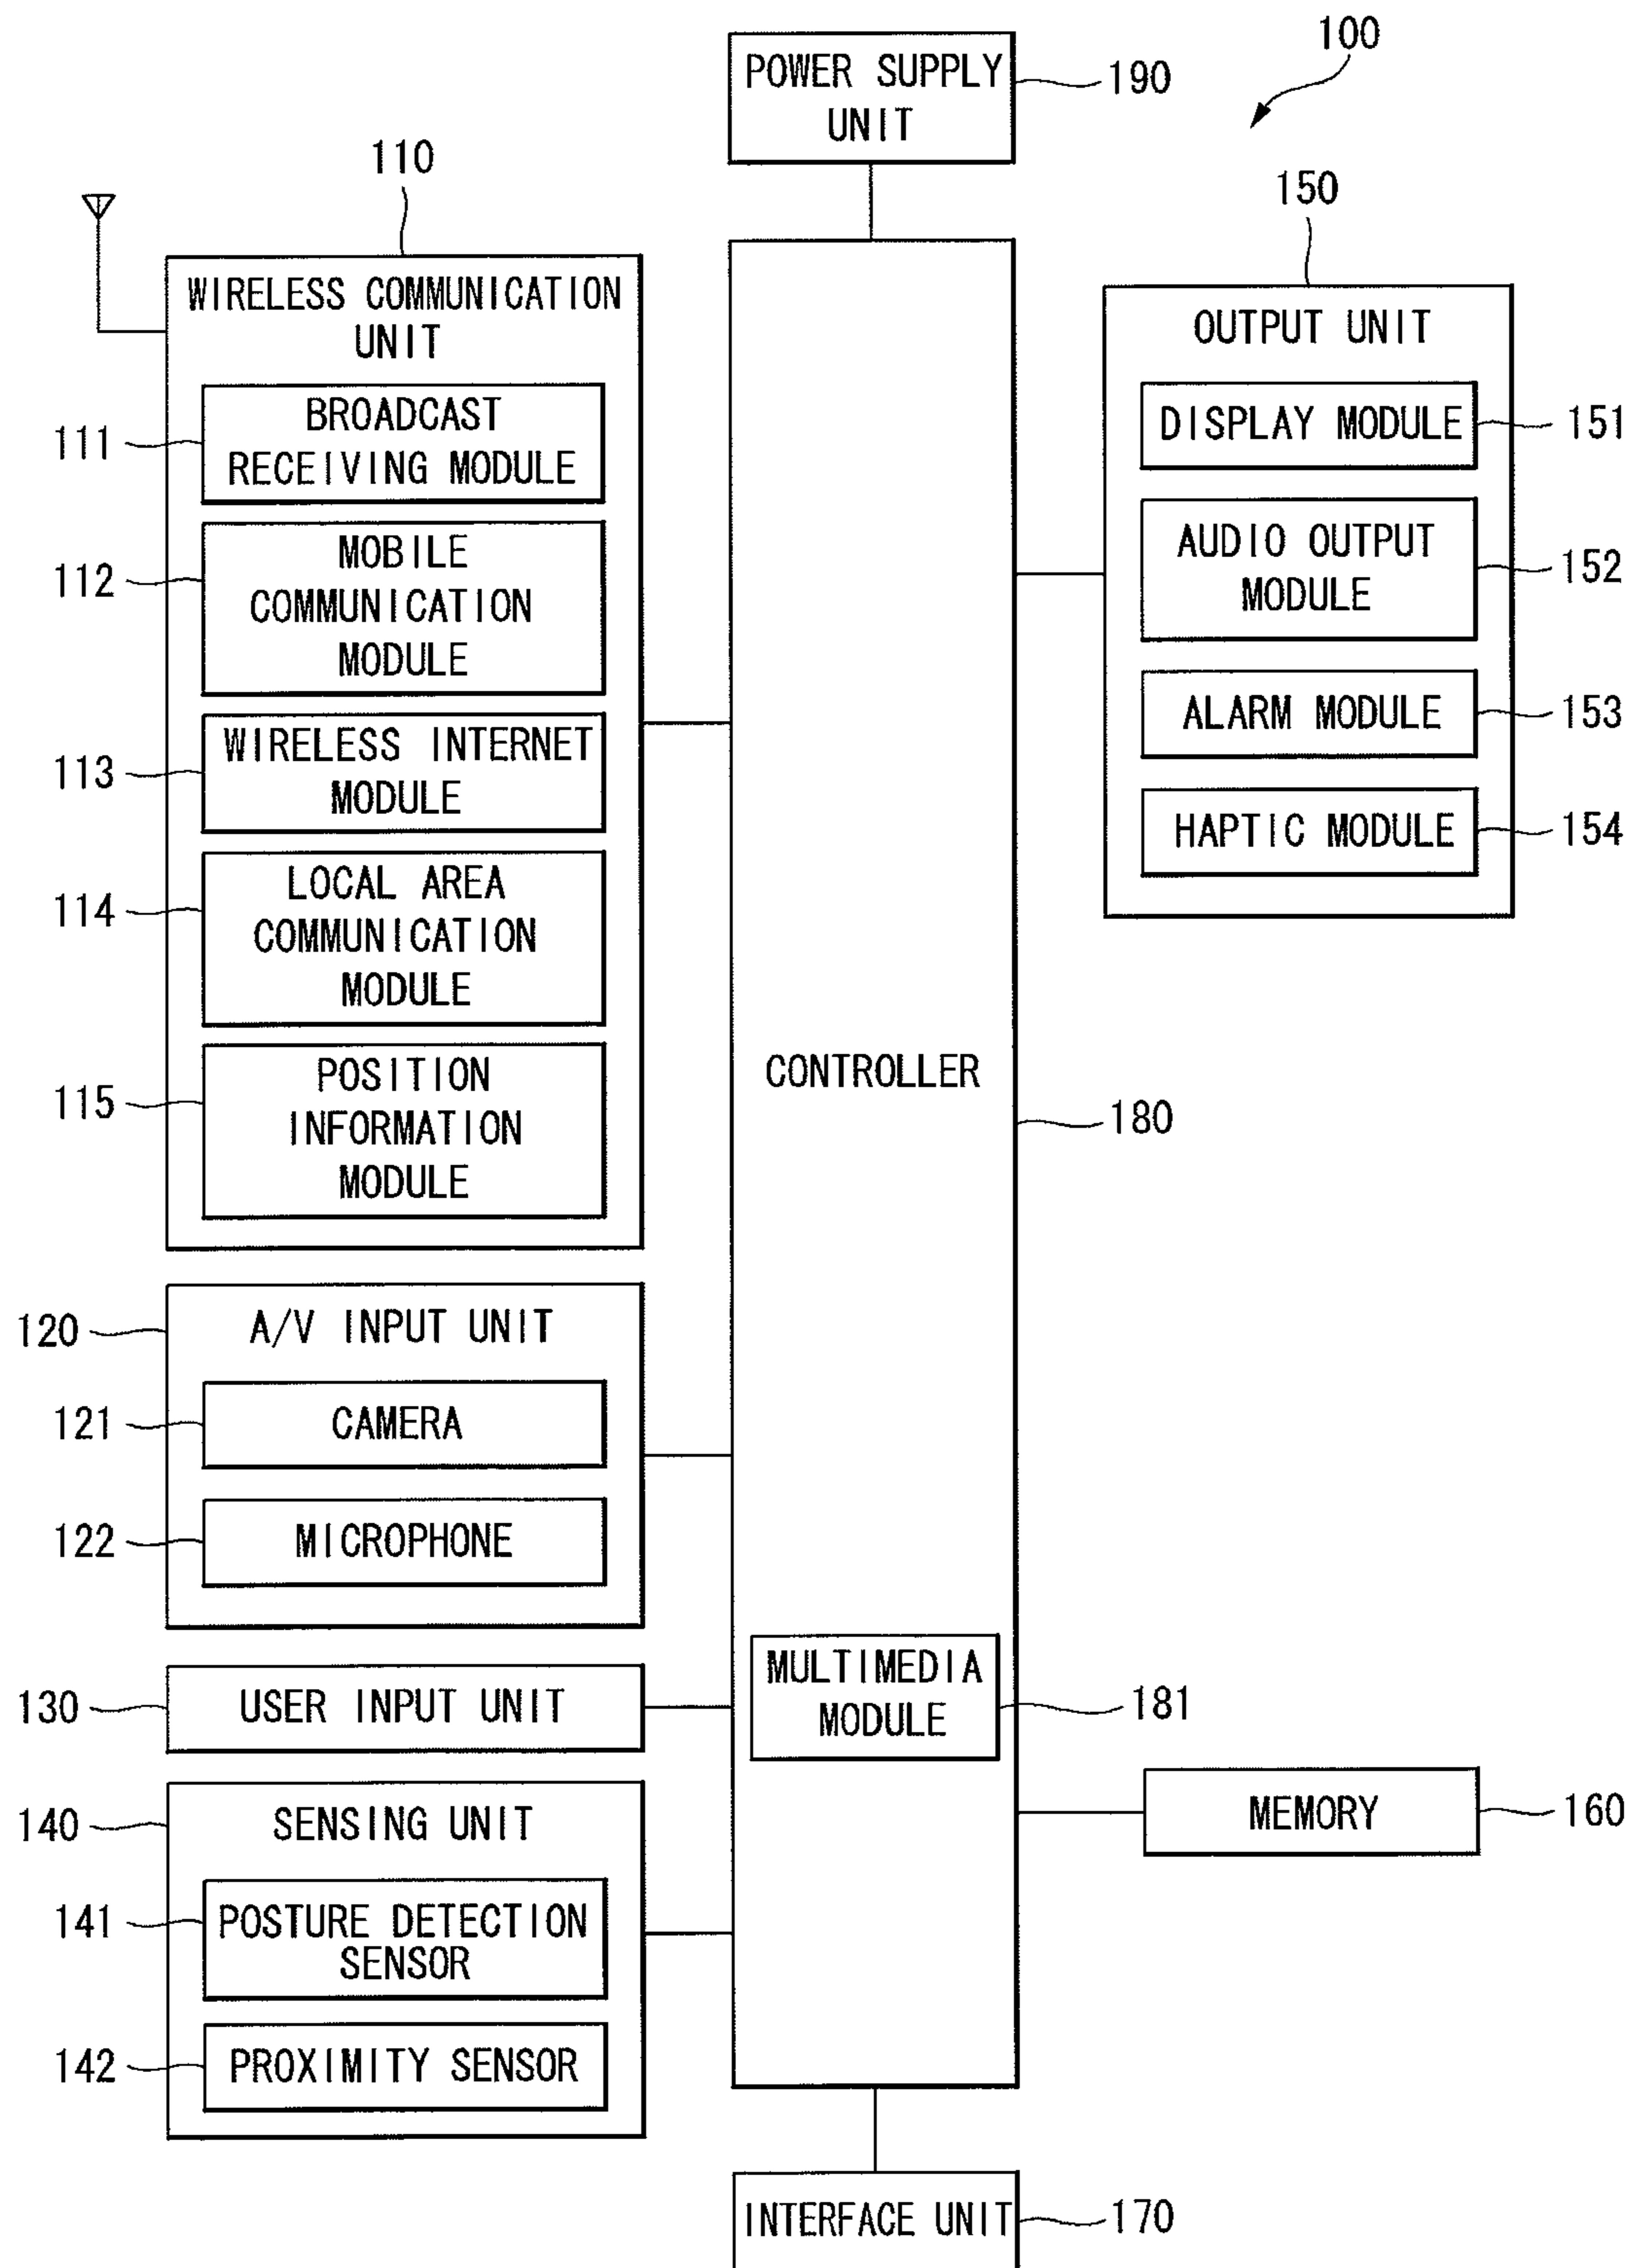 100
POWER SUPPLY
UNIT
190
110
WIRELESS COMMUNICATION
UNIT
111
BROADCAST
RECEIVING MODULE
112
MOBILE
COMMUNICATION
MODULE
113
WIRELESS INTERNET
MODULE
114
LOCAL AREA
COMMUNICATION
MODULE
115
POSITION
INFORMATION
MODULE
120
A/V INPUT UNIT
121
CAMERA
122
MICROPHONE
130
USER INPUT UNIT
140
SENSING UNIT
141
POSTURE DETECTION
SENSOR
142
PROXIMITY SENSOR
CONTROLLER
180
MULTIMEDIA
MODULE
181
150
OUTPUT UNIT
DISPLAY MODULE
151
AUDIO OUTPUT
MODULE
152
ALARM MODULE
153
HAPTIC MODULE
154
MEMORY
160
INTERFACE UNIT
170